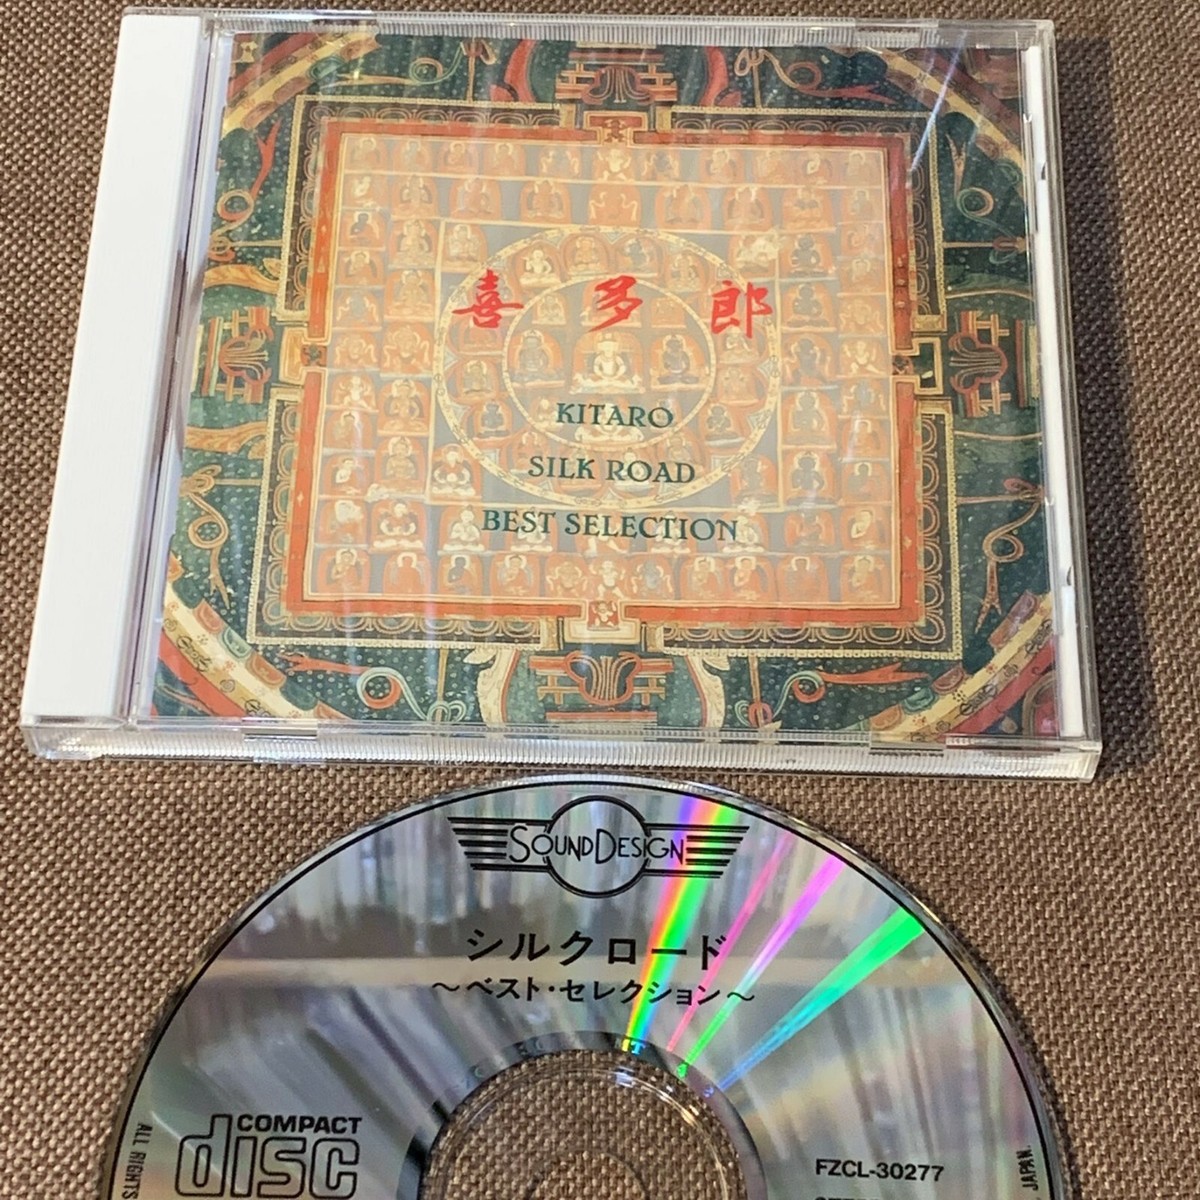 喜多郎
KITARO
SILK ROAD
BEST SELECTION
SOUNDDESIGN
シルクロード
～ベスト・セレクション～
COMPACT
disc
FZCL-30277
ALL RIGHTS
JAPAN.